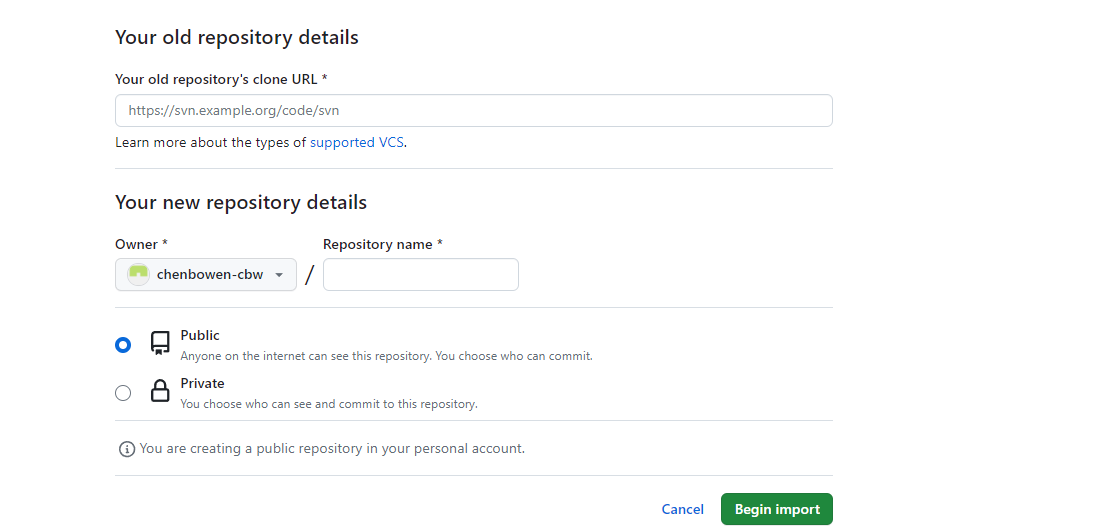 Your old repository details
Your old repository's clone URL *
https://svn.example.org/code/svn
Learn more about the types of supported VCS.
Your new repository details
Owner *
Repository name *
chenbowen-cbw
/
Public
Anyone on the internet can see this repository. You choose who can commit.
Private
You choose who can see and commit to this repository.
You are creating a public repository in your personal account.
Cancel
Begin import